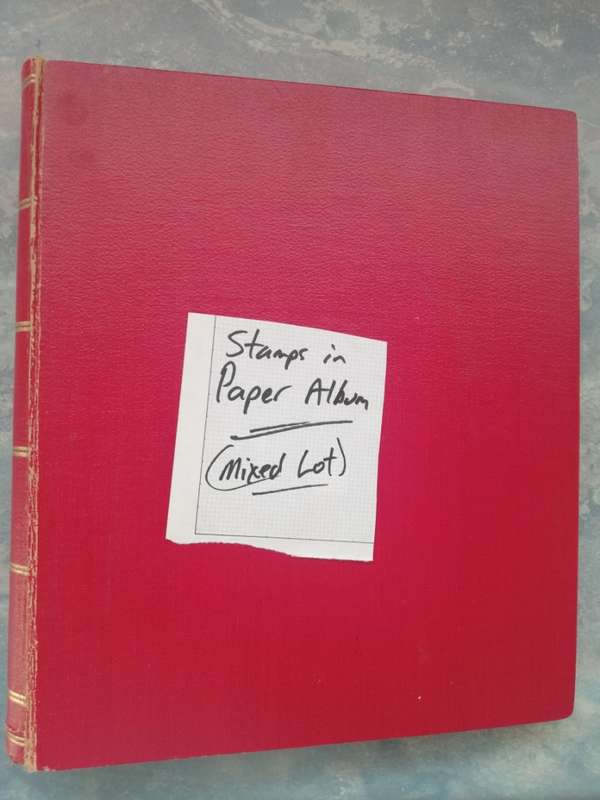 Stamps in
Paper Album
(Mixed Lot)